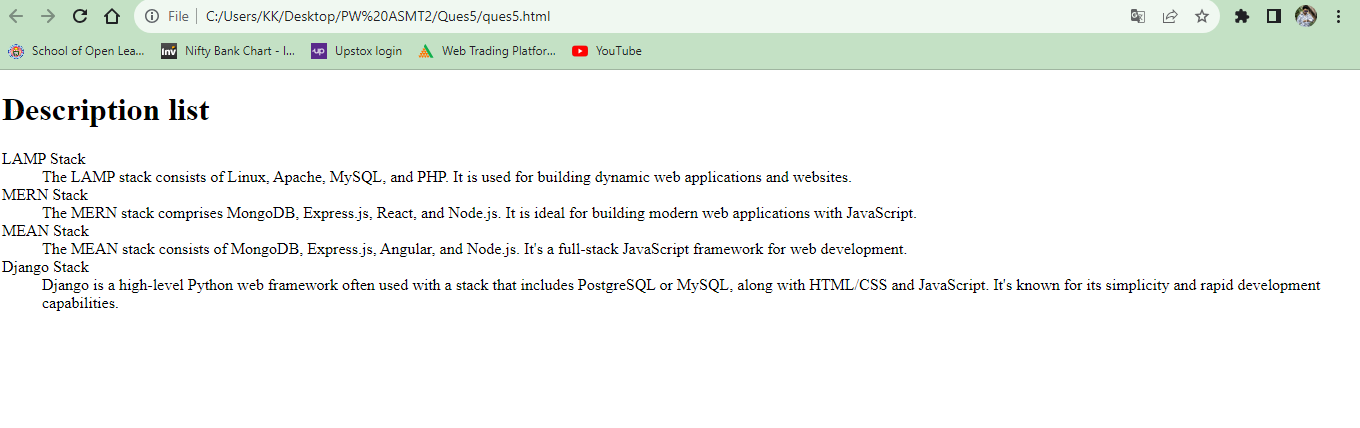 File C:/Users/KK/Desktop/PW%20ASMT2/Ques5/ques5.html
School of Open Lea... Inv Nifty Bank Chart - I... up Upstox login Web Trading Platfor... YouTube
Description list
LAMP Stack
The LAMP stack consists of Linux, Apache, MySQL, and PHP. It is used for building dynamic web applications and websites.
MERN Stack
The MERN stack comprises MongoDB, Express.js, React, and Node.js. It is ideal for building modern web applications with JavaScript.
MEAN Stack
The MEAN stack consists of MongoDB, Express.js, Angular, and Node.js. It's a full-stack JavaScript framework for web development.
Django Stack
Django is a high-level Python web framework often used with a stack that includes PostgreSQL or MySQL, along with HTML/CSS and JavaScript. It's known for its simplicity and rapid development
capabilities.